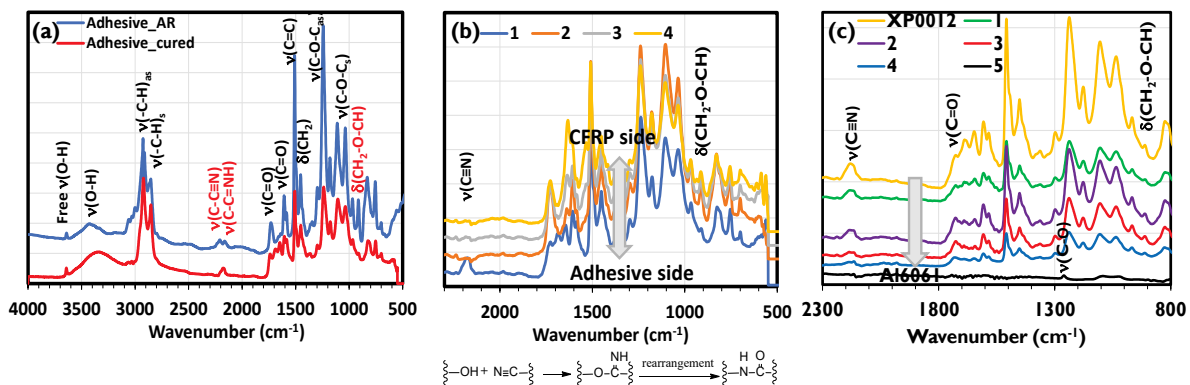 (a)
Adhesive_AR
Adhesive_cured
Free ν(O-H)
ν(O-H)
ν(-C-H)as
ν(-C-H)s
ν(C-C≡N)
ν(C-C=NH)
ν(C=O)
ν(C=O)
ν(C=C)
δ(CH2)
ν(C-O-Cas)
ν(C-O-Cs)
δ(CH2-O-CH)
4000 3500 3000 2500 2000 1500 1000 500
Wavenumber (cm-1)
(b)
1 2 3 4
ν(C≡N)
CFRP side
Adhesive side
δ(CH2-O-CH)
2000 1500 1000 500
Wavenumber (cm-1)
(c)
XP0012 1
2 3
4 5
ν(C≡N)
ν(C=O)
δ(CH2-O-CH)
Al6061
ν(C-O)
2300 1800 1300 800
Wavenumber (cm-1)
OH + N≡C
NH
O-C
rearrangement
H O
N-C